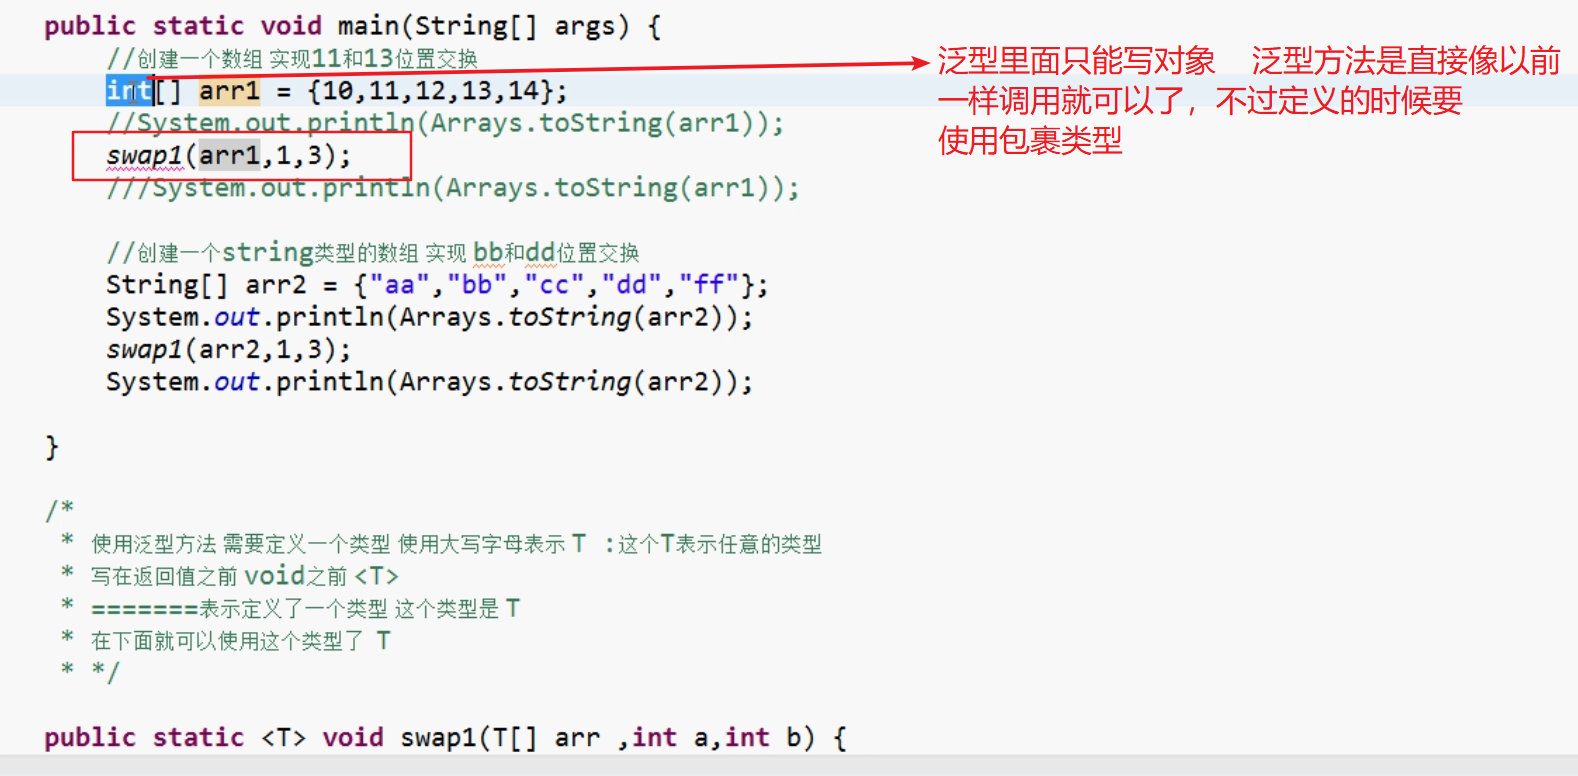 public static void main(String[] args) {
//创建一个数组 实现11和13位置交换
int[] arr1 = {10,11,12,13,14};
//System.out.println(Arrays.toString(arr1));
swap1(arr1,1,3);
///System.out.println(Arrays.toString(arr1));
泛型里面只能写对象 泛型方法是直接像以前
一样调用就可以了，不过定义的时候要
使用包裹类型
//创建一个string类型的数组 实现 bb和dd位置交换
String[] arr2 = {"aa","bb","cc","dd","ff"};
System.out.println(Arrays.toString(arr2));
swap1(arr2,1,3);
System.out.println(Arrays.toString(arr2));
}
/*
* 使用泛型方法 需要定义一个类型 使用大写字母表示 T :这个T表示任意的类型
* 写在返回值之前 void之前 <T>
* =======表示定义了一个类型 这个类型是 T
* 在下面就可以使用这个类型了 T
* */
public static <T> void swap1(T[] arr ,int a,int b) {